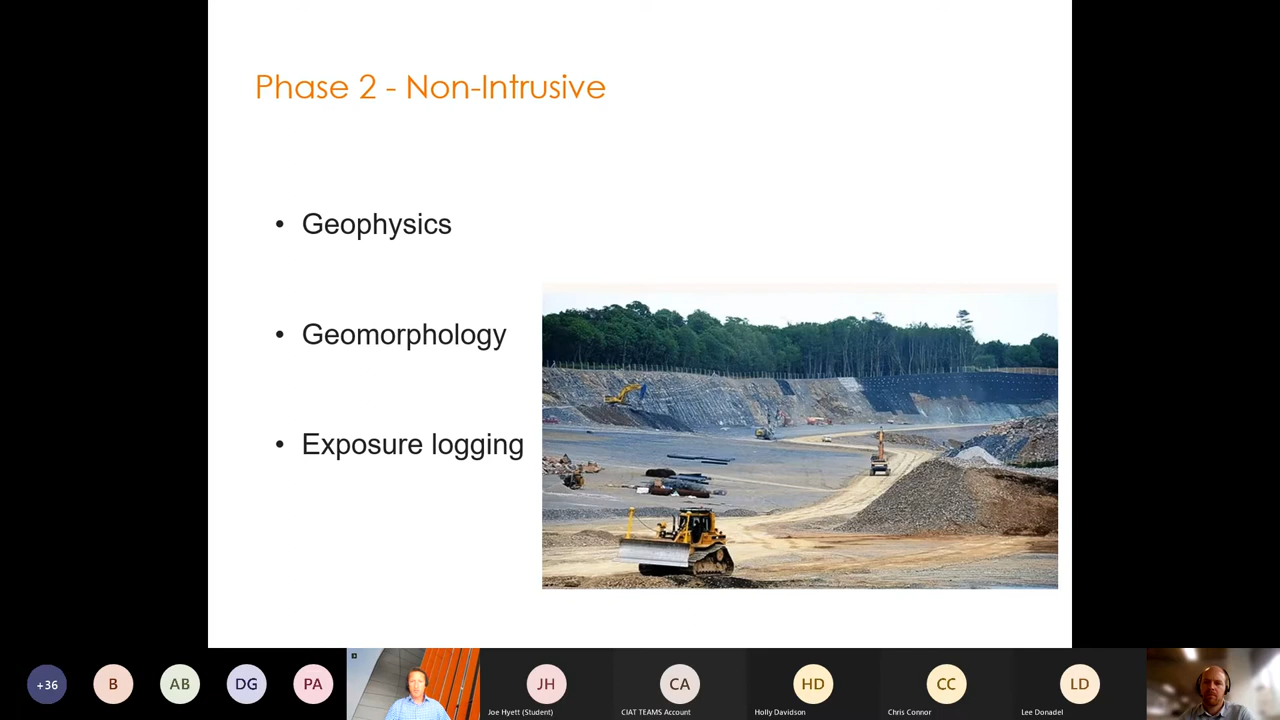 Phase 2 - Non-Intrusive
• Geophysics
• Geomorphology
• Exposure logging
+36
B
AB
DG
PA
JH
CA
HD
CC
LD
Joe Hyett (Student)
CIAT TEAMS Account
Holly Davidson
Chris Connor
Lee Donadel